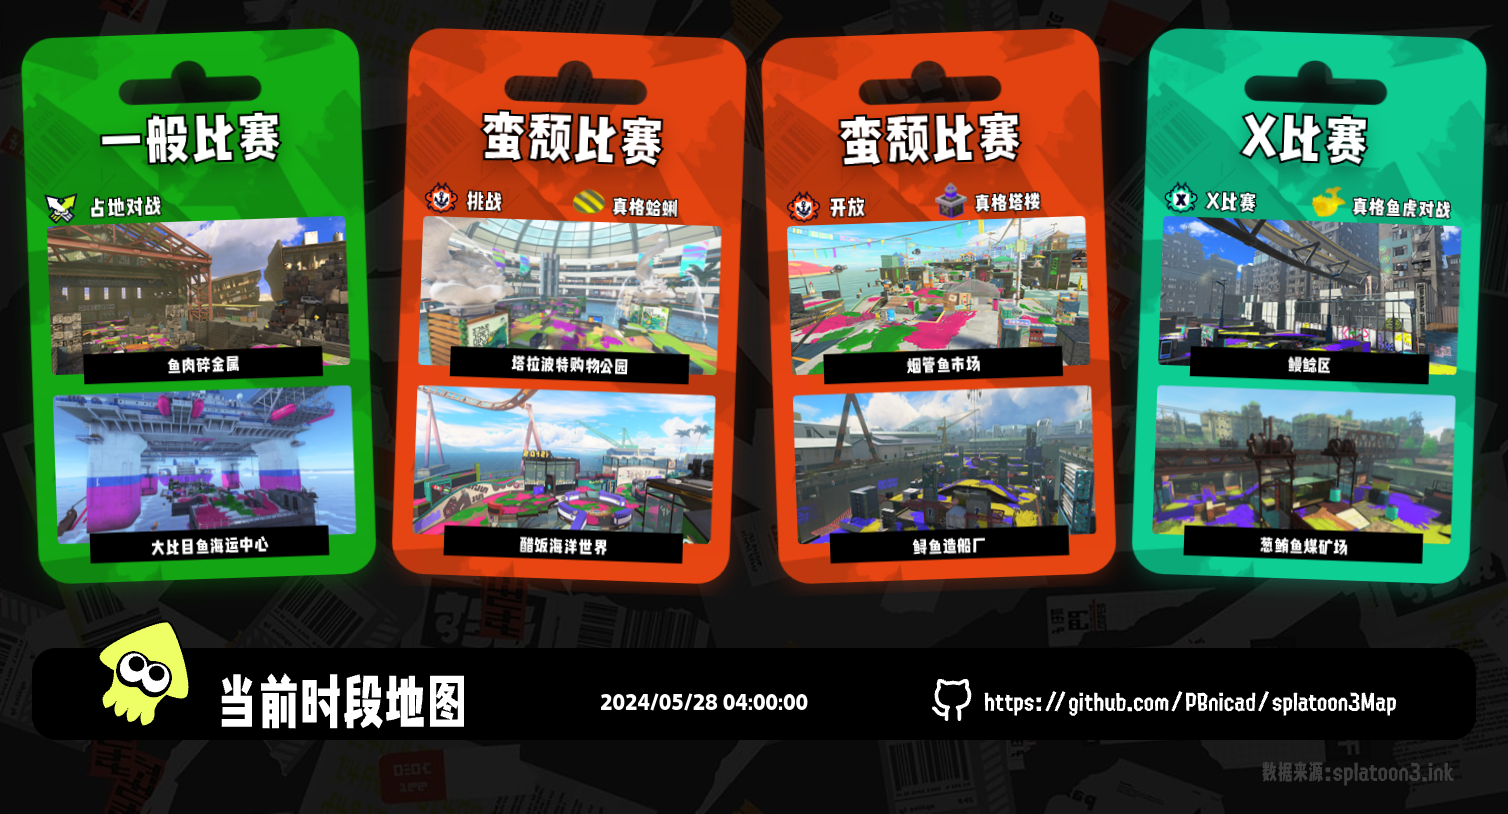 一般比赛
占地对战
鱼肉碎金属
大比目鱼海运中心
蛮颓比赛
挑战
真格蛤蜊
塔拉波特购物公园
醋饭海洋世界
蛮颓比赛
开放
真格塔楼
烟管鱼市场
鲟鱼造船厂
X比赛
X比赛
真格鱼虎对战
鳗鲶区
葱鲔鱼煤矿场
当前时段地图
2024/05/28 04:00:00
https://github.com/PBnicad/splatoon3Map
数据来源:splatoon3.ink